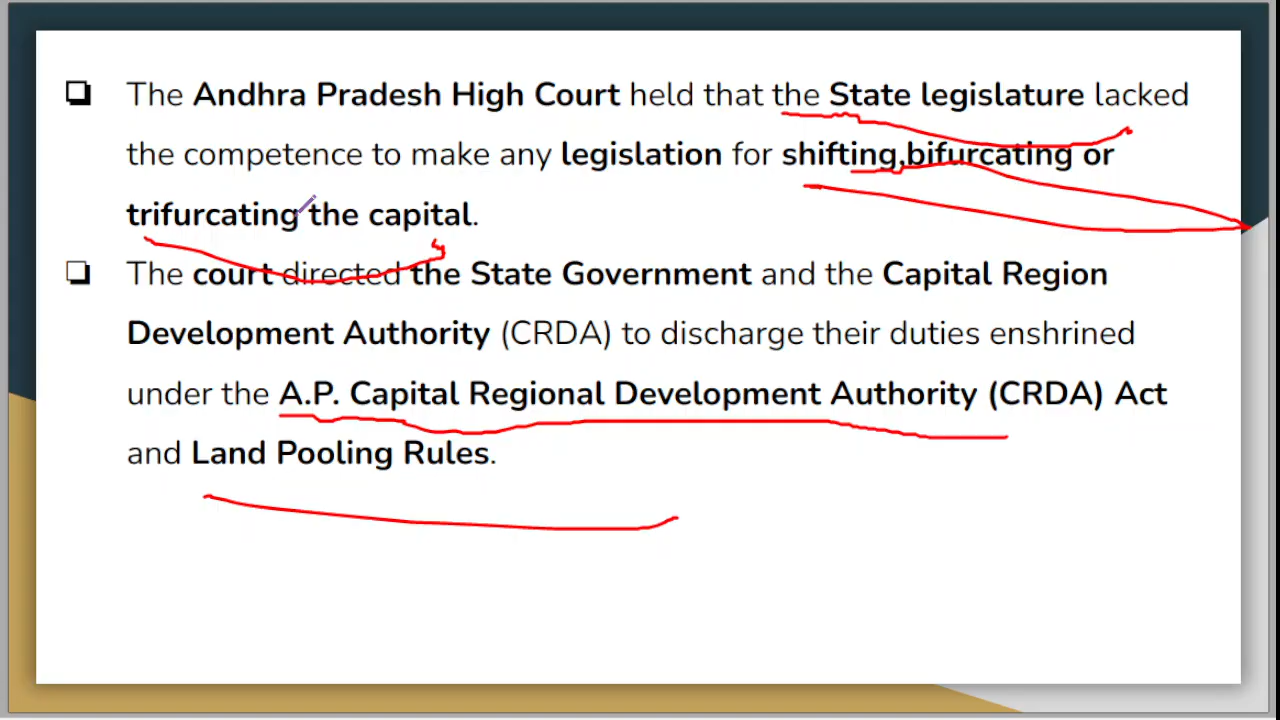 The Andhra Pradesh High Court held that the State legislature lacked
the competence to make any legislation for shifting,bifurcating or
trifurcating the capital.
The court directed the State Government and the Capital Region
Development Authority (CRDA) to discharge their duties enshrined
under the A.P. Capital Regional Development Authority (CRDA) Act
and Land Pooling Rules.